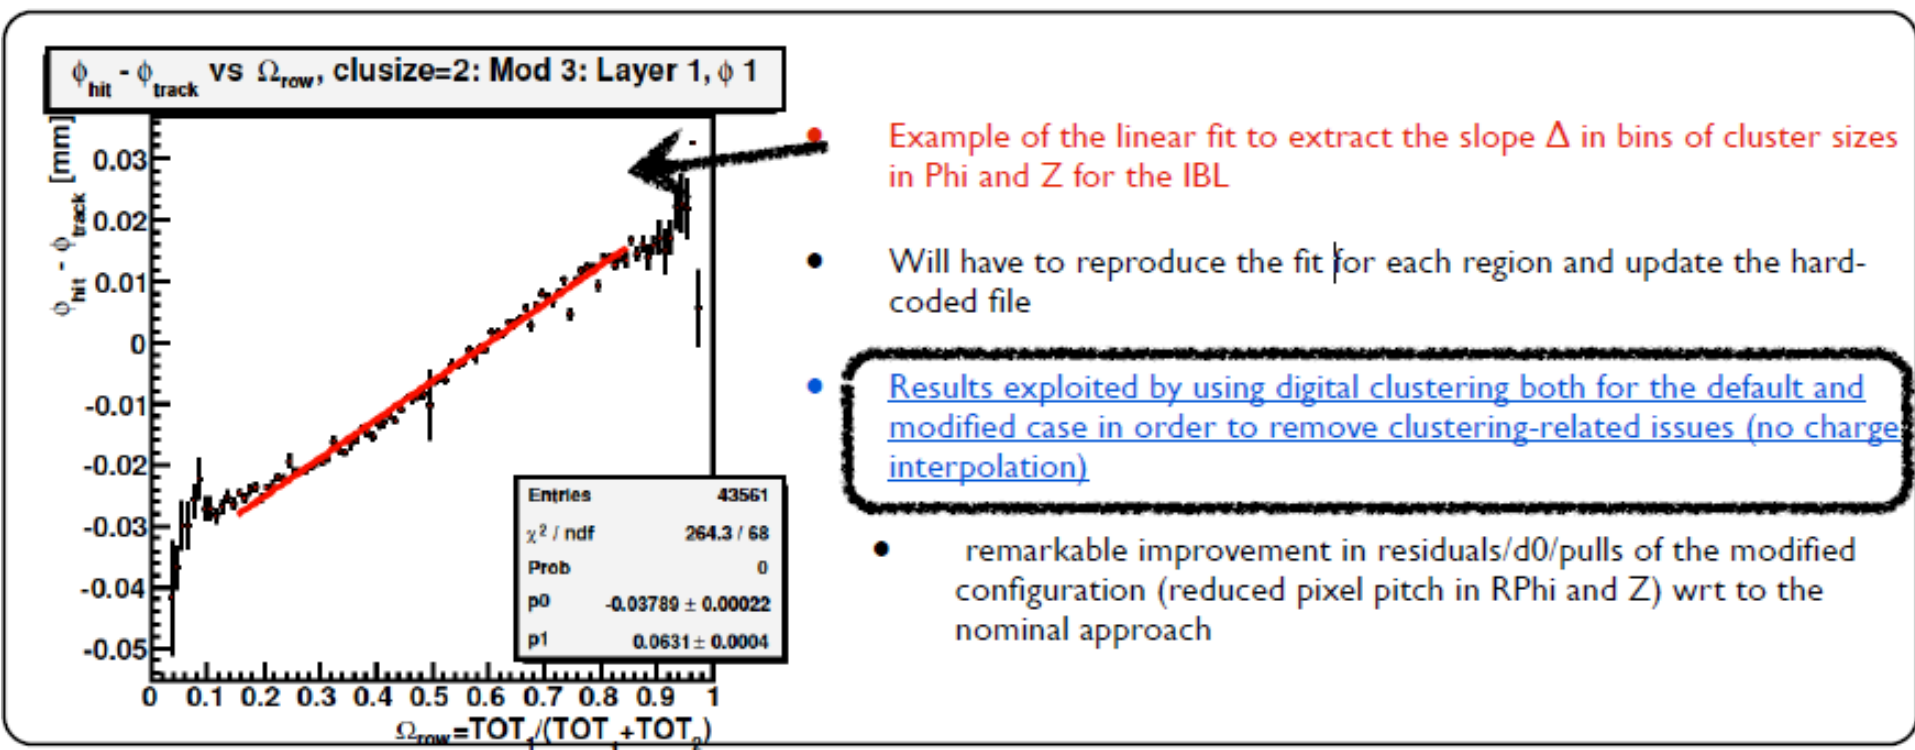 ϕhit - ϕtrack vs Ωrow, clusize=2: Mod 3: Layer 1, ϕ 1
ϕhit - ϕtrack [mm]
0.03
0.02
0.01
0
-0.01
-0.02
-0.03
-0.04
-0.05
0 0.1 0.2 0.3 0.4 0.5 0.6 0.7 0.8 0.9 1
Ωrow=TOT1/(TOT1+TOT2)
Entries 43561
χ2 / ndf 264.3 / 68
Prob 0
p0 -0.03789 ± 0.00022
p1 0.0631 ± 0.0004
• Example of the linear fit to extract the slope Δ in bins of cluster sizes
in Phi and Z for the IBL
• Will have to reproduce the fit for each region and update the hard-
coded file
• Results exploited by using digital clustering both for the default and
modified case in order to remove clustering-related issues (no charge
interpolation)
• remarkable improvement in residuals/d0/pulls of the modified
configuration (reduced pixel pitch in RPhi and Z) wrt to the
nominal approach